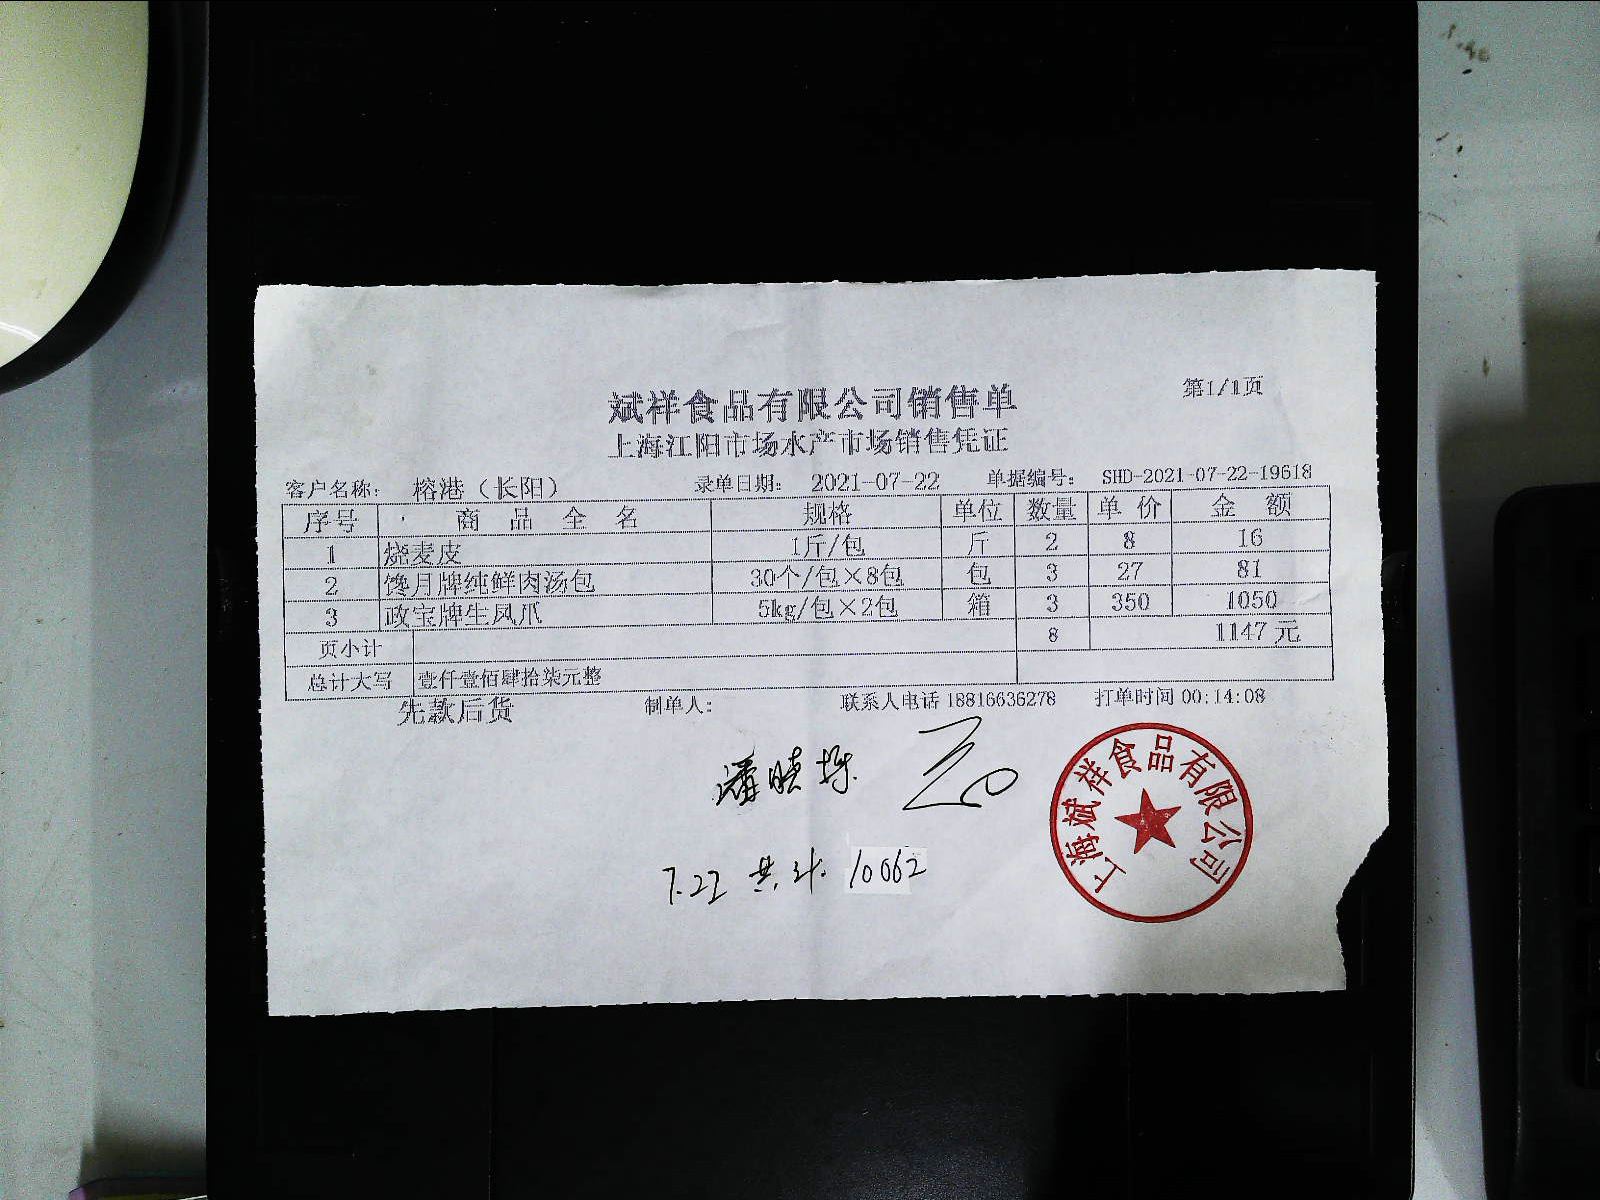 第1/1页
斌祥食品有限公司销售单
上海江阳市场水产市场销售凭证
客户名称： 榕港（长阳） 录单日期： 2021-07-22 单据编号： SHD-2021-07-22-19618
序号 商品全名 规格 单位 数量 单价 金额
1 烧麦皮 1斤/包 斤 2 8 16
2 馋月牌纯鲜肉汤包 30个/包×8包 包 3 27 81
3 政宝牌生凤爪 5kg/包×2包 箱 3 350 1050
页小计 8 1147元
总计大写 壹仟壹佰肆拾柒元整
先款后货 制单人： 联系人电话 18816636278 打单时间 00:14:08
7.22 共计 10062
上海斌祥食品有限公司